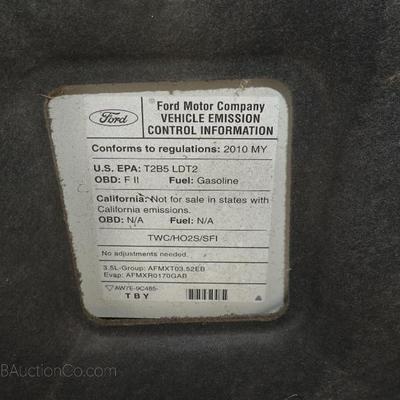 Ford
Ford Motor Company
VEHICLE EMISSION
CONTROL INFORMATION
Conforms to regulations: 2010 MY
U.S. EPA: T2B5 LDT2
OBD: F II Fuel: Gasoline
California: Not for sale in states with
California emissions.
OBD: N/A Fuel: N/A
TWC/HO2S/SFI
No adjustments needed.
3.5L-Group: AFMXT03.52EB
Evap: AFMXR0170GAB
AW7E-9C485-
TBY
BAuctionCo.com/